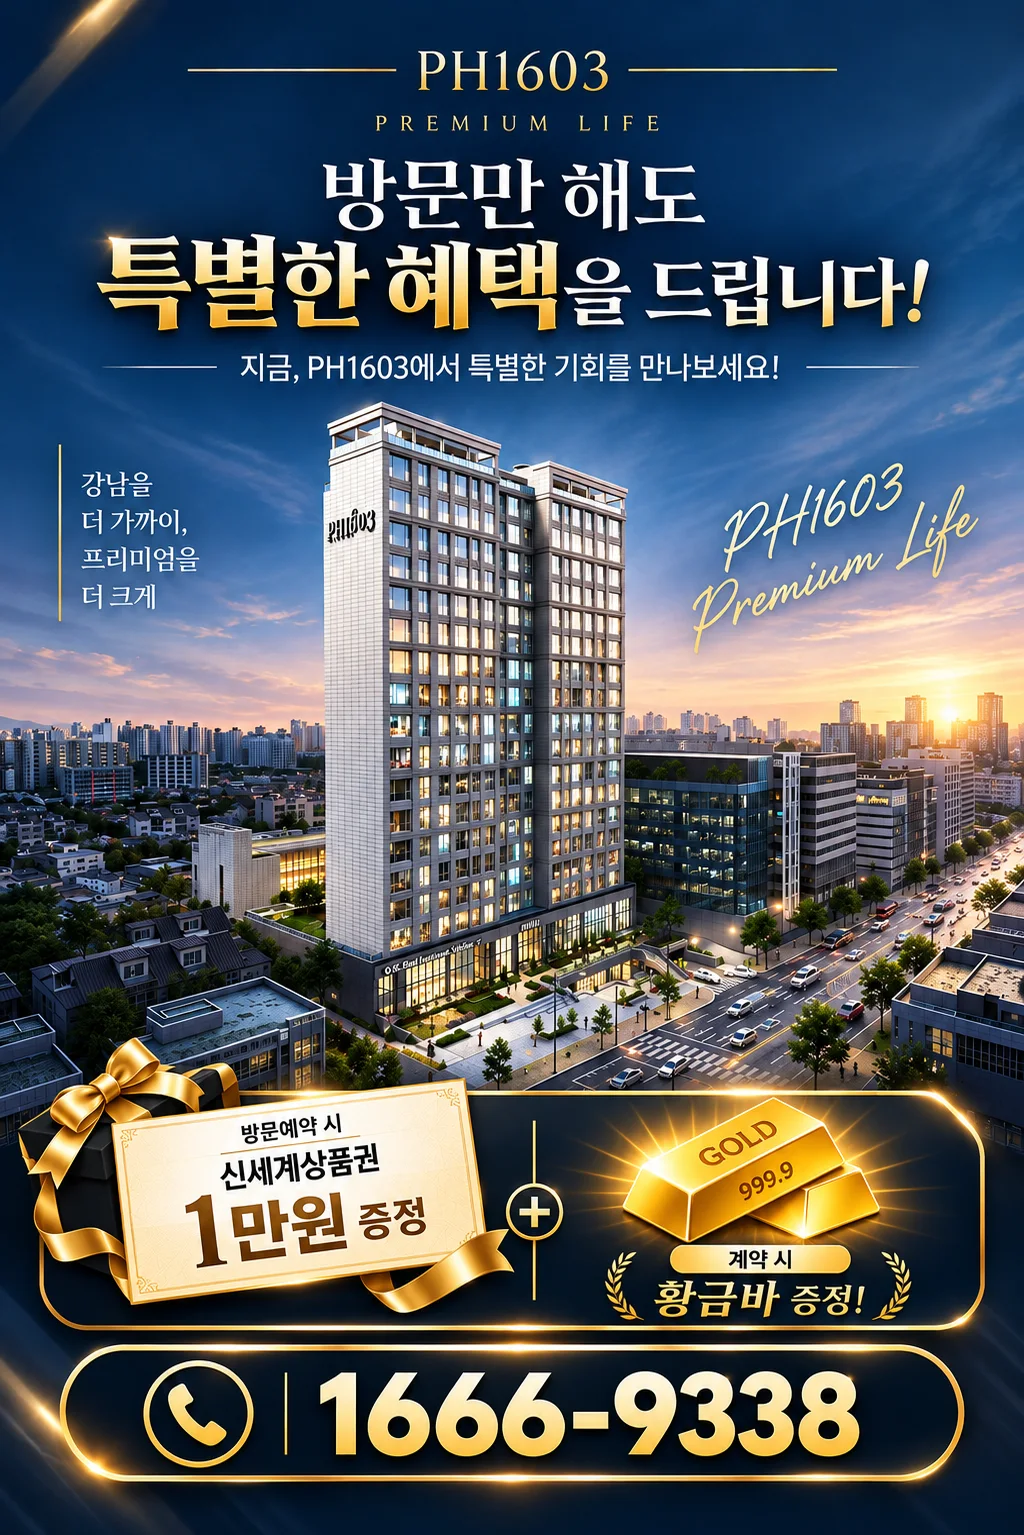 PH1603
PREMIUM LIFE
방문만 해도
특별한 혜택을 드립니다!
지금, PH1603에서 특별한 기회를 만나보세요!
강남을
더 가까이,
프리미엄을
더 크게
PH1603
Premium Life
PH1603
방문예약 시
신세계상품권
1만원 증정
+
GOLD
999.9
계약 시
황금바 증정!
1666-9338